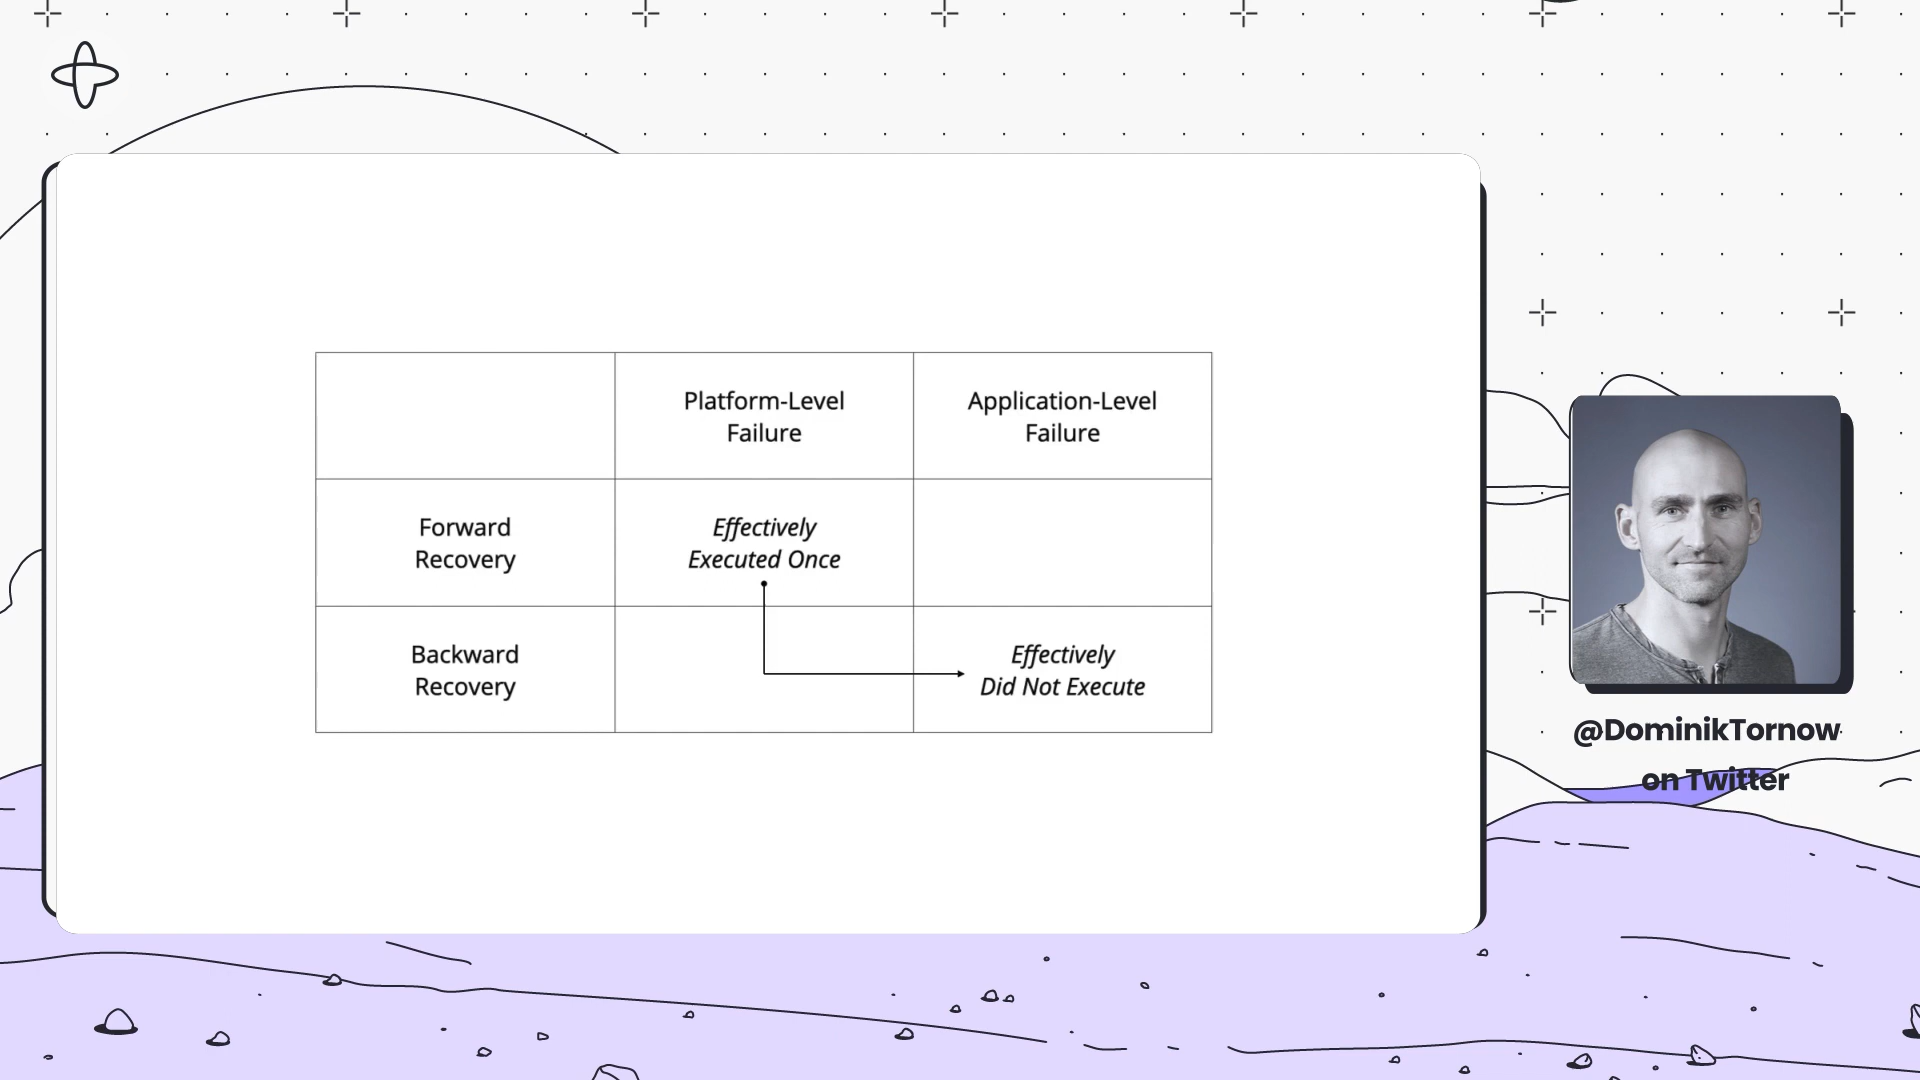 Platform-Level
Failure
Application-Level
Failure
Forward
Recovery
Effectively
Executed Once
Backward
Recovery
Effectively
Did Not Execute
@DominikTornow
on Twitter